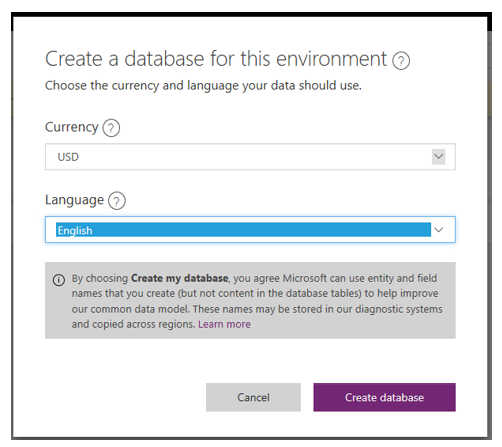 Create a database for this environment ?
Choose the currency and language your data should use.
Currency ?
USD
Language ?
English
By choosing Create my database, you agree Microsoft can use entity and field
names that you create (but not content in the database tables) to help improve
our common data model. These names may be stored in our diagnostic systems
and copied across regions. Learn more
Cancel
Create database